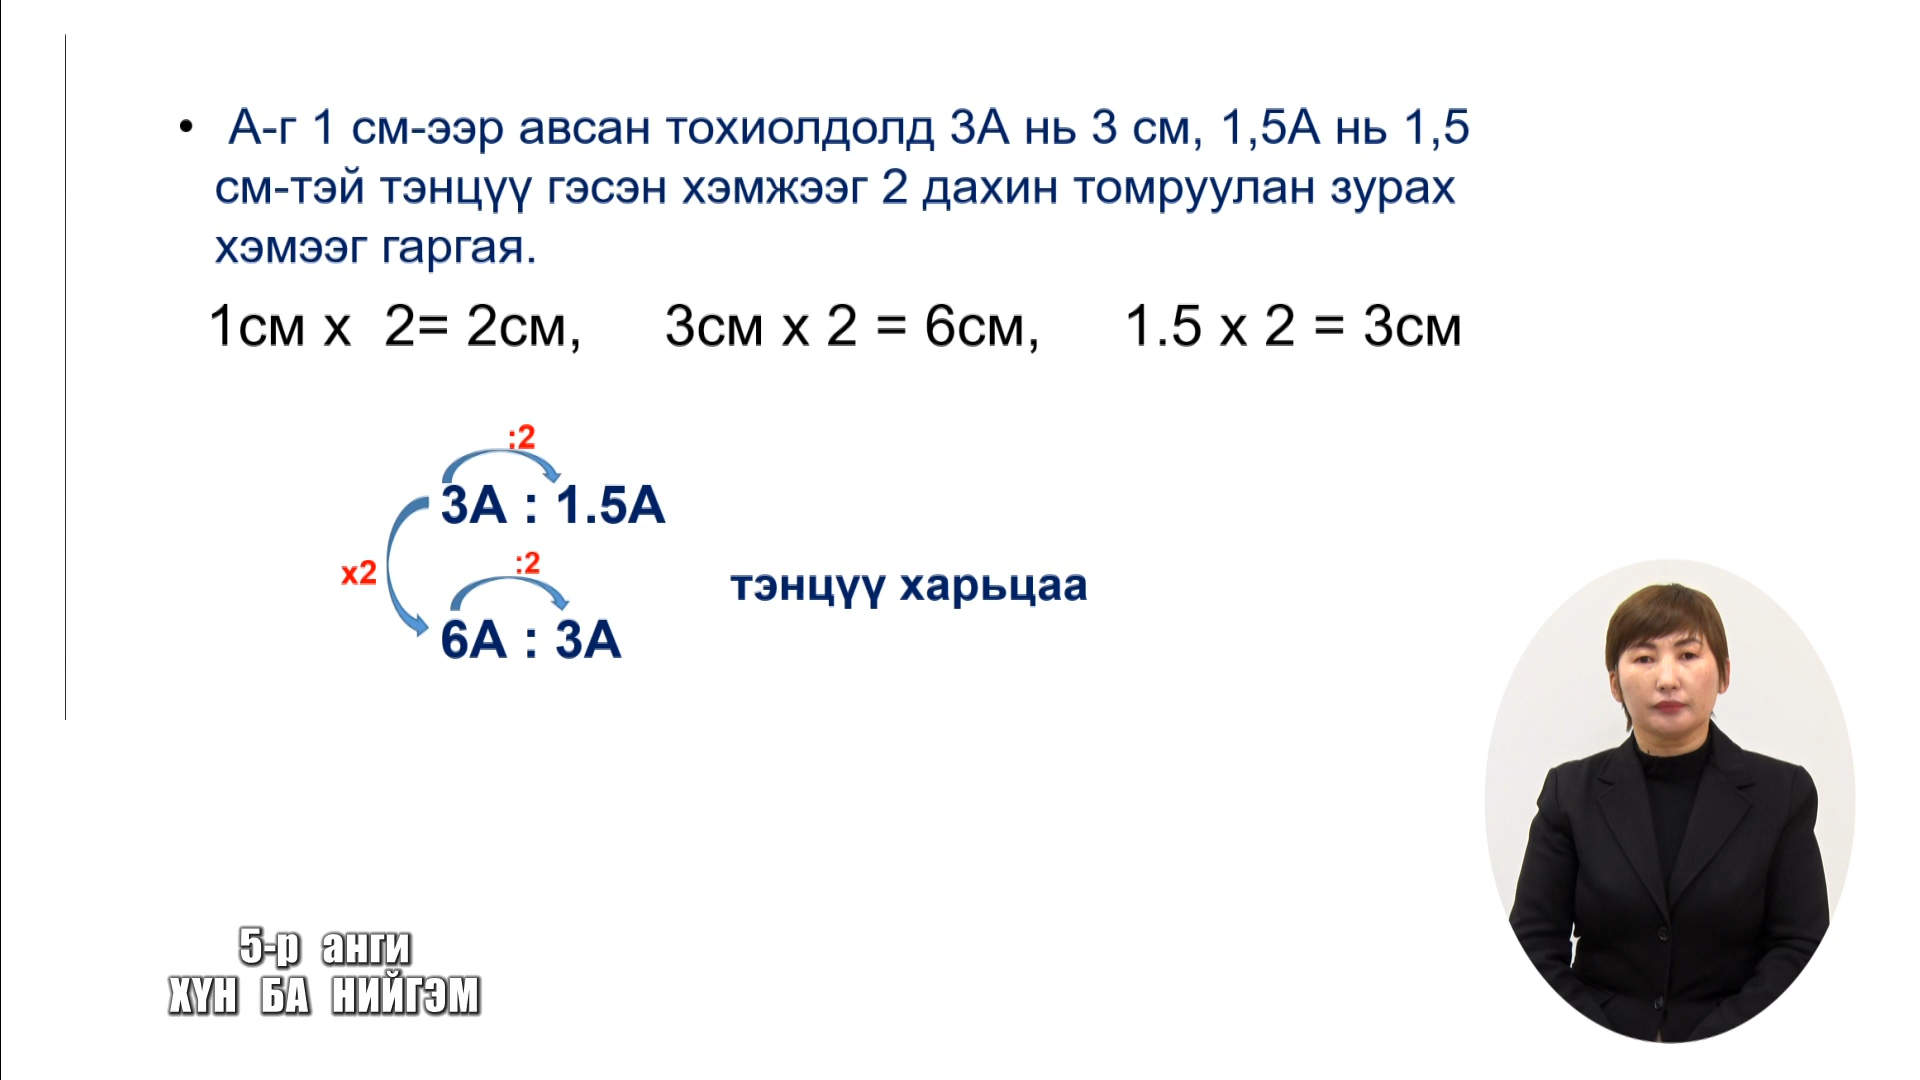 • А-г 1 см-ээр авсан тохиолдолд 3А нь 3 см, 1,5А нь 1,5
см-тэй тэнцүү гэсэн хэмжээг 2 дахин томруулан зурах
хэмээг гаргая.
1см х 2= 2см, 3см х 2 = 6см, 1.5 х 2 = 3см
:2
3А : 1.5А
х2
:2
тэнцүү харьцаа
6А : 3А
5-р анги
ХҮН БА НИЙГЭМ